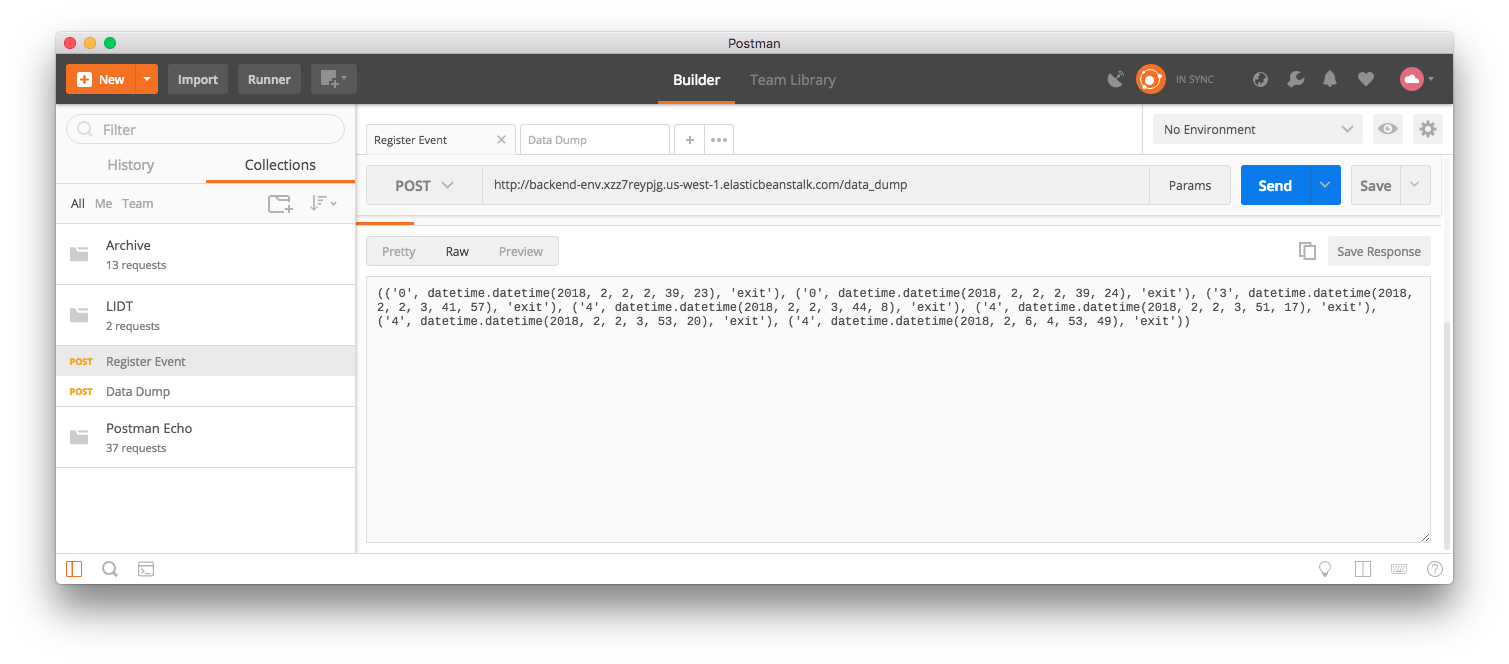 Postman
New Import Runner Builder Team Library IN SYNC
Filter
History Collections
All Me Team
Archive
13 requests
LIDT
2 requests
POST Register Event
POST Data Dump
Postman Echo
37 requests
Register Event Data Dump No Environment
POST http://backend-env.xzz7reypjg.us-west-1.elasticbeanstalk.com/data_dump Params Send Save
Pretty Raw Preview Save Response
(('0', datetime.datetime(2018, 2, 2, 2, 39, 23), 'exit'), ('0', datetime.datetime(2018, 2, 2, 2, 39, 24), 'exit'), ('3', datetime.datetime(2018,
2, 2, 3, 41, 57), 'exit'), ('4', datetime.datetime(2018, 2, 2, 3, 44, 8), 'exit'), ('4', datetime.datetime(2018, 2, 2, 3, 51, 17), 'exit'),
('4', datetime.datetime(2018, 2, 2, 3, 53, 20), 'exit'), ('4', datetime.datetime(2018, 2, 6, 4, 53, 49), 'exit'))